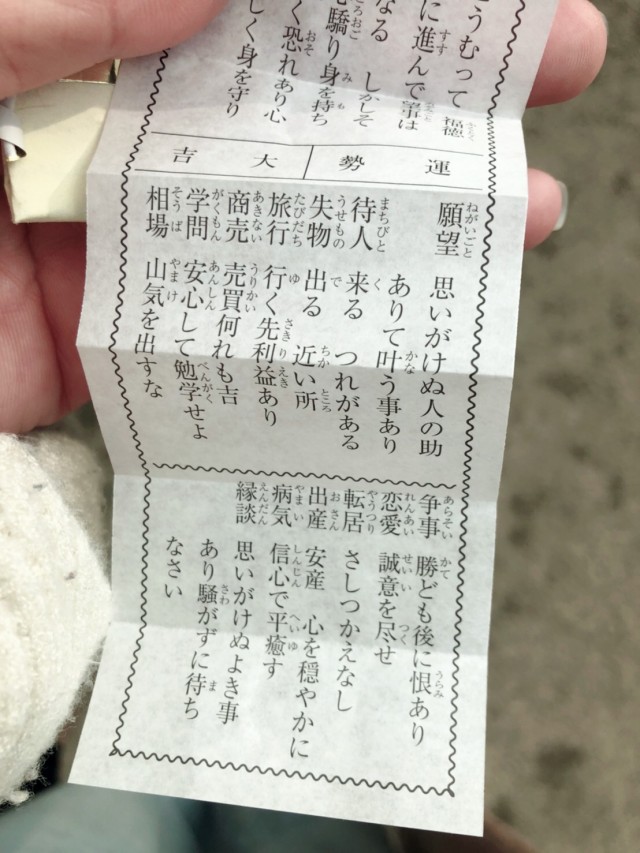 うむって 福徳
に進んで 事は
なる しかしそ
驕り身を持ち
く恐れあり心
しく身を守り
運勢 大吉
願望 思いがけぬ人の助
ありて叶う事あり
待人 来る つれがある
失物 出る 近い所
旅行 行く先利益あり
商売 売買何れも吉
学問 安心して勉学せよ
相場 山気を出すな
争事 勝ども後に恨あり
恋愛 誠意を尽せ
転居 さしつかえなし
出産 安産 心を穏やかに
病気 信心で平癒す
縁談 思いがけぬよき事
あり騒がずに待ち
なさい